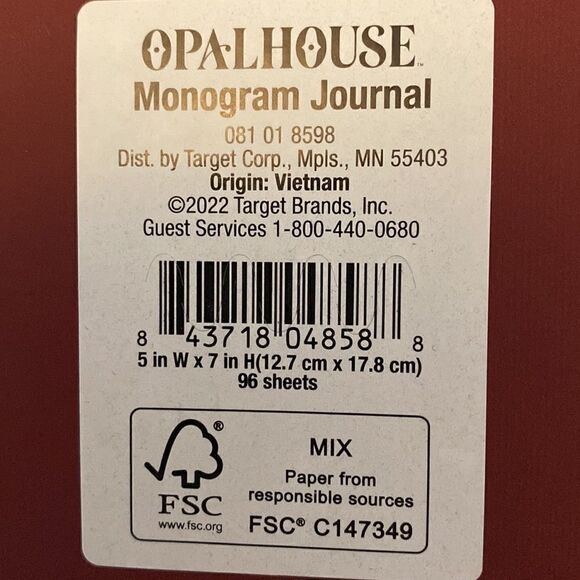 OPALHOUSE™
Monogram Journal
081 01 8598
Dist. by Target Corp., Mpls., MN 55403
Origin: Vietnam
©2022 Target Brands, Inc.
Guest Services 1-800-440-0680
8 43718 04858 8
5 in W x 7 in H(12.7 cm x 17.8 cm)
96 sheets
®
FSC
www.fsc.org
MIX
Paper from
responsible sources
FSC® C147349